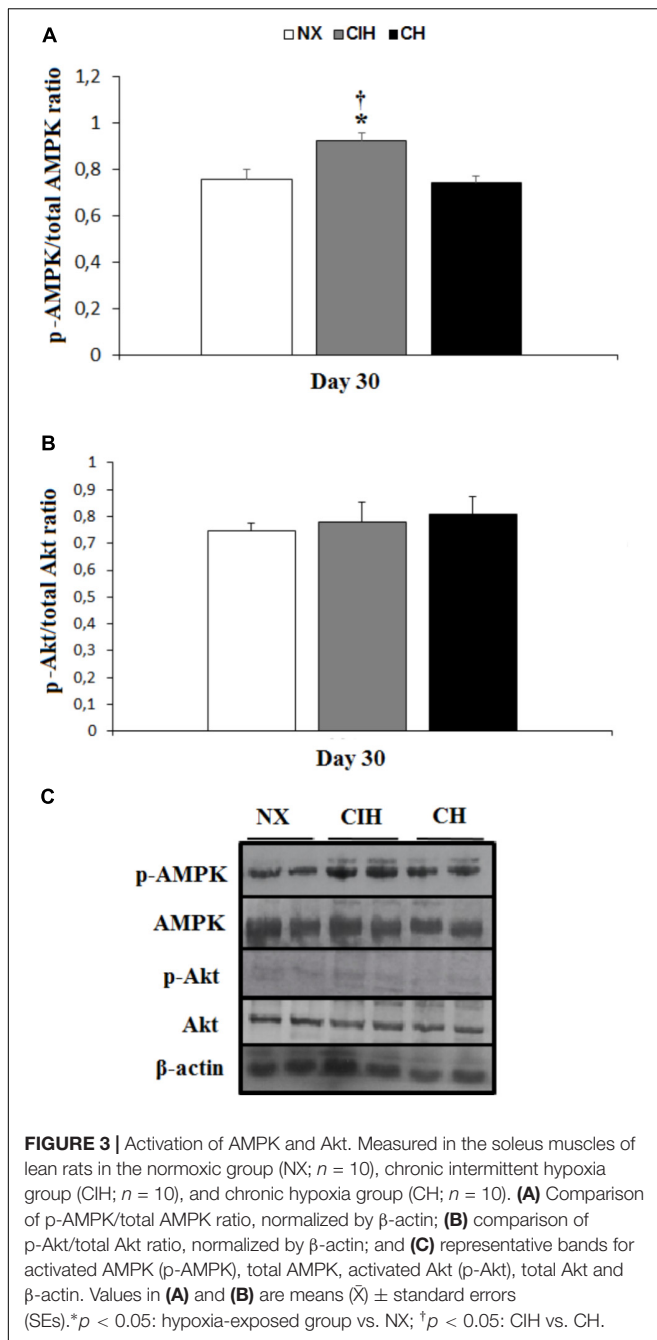 A
NX CIH CH
p-AMPK/total AMPK ratio
1,2
†
1
*
0,8
0,6
0,4
0,2
0
Day 30
B
p-Akt/total Akt ratio
1
0,9
0,8
0,7
0,6
0,5
0,4
0,3
0,2
0,1
0
Day 30
C
NX CIH CH
p-AMPK
AMPK
p-Akt
Akt
β-actin
FIGURE 3 | Activation of AMPK and Akt. Measured in the soleus muscles of
lean rats in the normoxic group (NX; n = 10), chronic intermittent hypoxia
group (CIH; n = 10), and chronic hypoxia group (CH; n = 10). (A) Comparison
of p-AMPK/total AMPK ratio, normalized by β-actin; (B) comparison of
p-Akt/total Akt ratio, normalized by β-actin; and (C) representative bands for
activated AMPK (p-AMPK), total AMPK, activated Akt (p-Akt), total Akt and
β-actin. Values in (A) and (B) are means (X̄) ± standard errors
(SEs).*p < 0.05: hypoxia-exposed group vs. NX; †p < 0.05: CIH vs. CH.